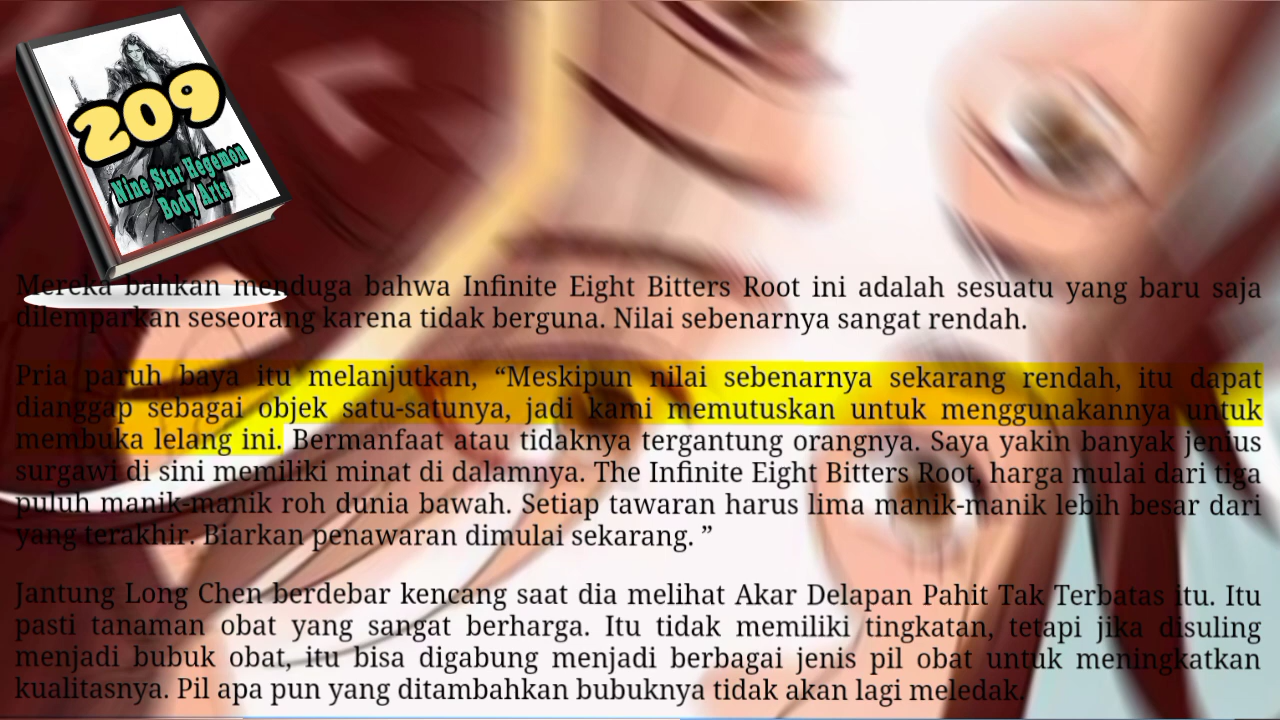 209
Nine Star Hegemon
Body Arts
Mereka bahkan menduga bahwa Infinite Eight Bitters Root ini adalah sesuatu yang baru saja
dilemparkan seseorang karena tidak berguna. Nilai sebenarnya sangat rendah.
Pria paruh baya itu melanjutkan, “Meskipun nilai sebenarnya sekarang rendah, itu dapat
dianggap sebagai objek satu-satunya, jadi kami memutuskan untuk menggunakannya untuk
membuka lelang ini. Bermanfaat atau tidaknya tergantung orangnya. Saya yakin banyak jenius
surgawi di sini memiliki minat di dalamnya. The Infinite Eight Bitters Root, harga mulai dari tiga
puluh manik-manik roh dunia bawah. Setiap tawaran harus lima manik-manik lebih besar dari
yang terakhir. Biarkan penawaran dimulai sekarang. ”
Jantung Long Chen berdebar kencang saat dia melihat Akar Delapan Pahit Tak Terbatas itu. Itu
pasti tanaman obat yang sangat berharga. Itu tidak memiliki tingkatan, tetapi jika disuling
menjadi bubuk obat, itu bisa digabung menjadi berbagai jenis pil obat untuk meningkatkan
kualitasnya. Pil apa pun yang ditambahkan bubuknya tidak akan lagi meledak.